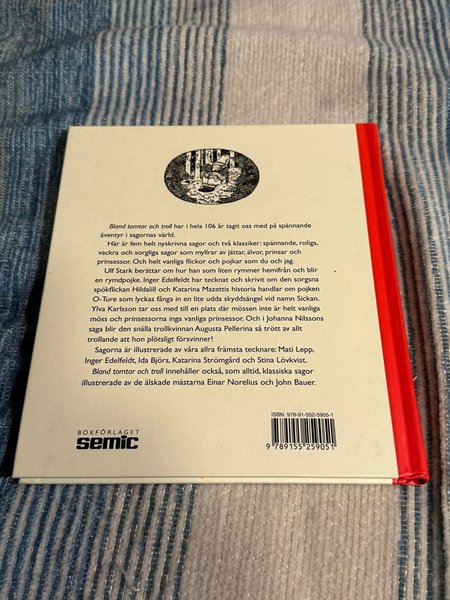 Bland tomtar och troll har i hela 106 år tagit oss med på spännande
äventyr i sagornas värld.
Här är fem helt nyskrivna sagor och två klassiker: spännande, roliga,
vackra och sorgliga sagor som myllrar av jättar, älvor, prinsar och
prinsessor. Och helt vanliga flickor och pojkar som du och jag.
Ulf Stark berättar om hur han som liten rymmer hemifrån och blir
en rymdpojke. Inger Edelfeldt har tecknat och skrivit om den sorgsna
spökflickan Hildalill och Katarina Mazettis historia handlar om pojken
O-Ture som lyckas fånga in en lite udda skyddsängel vid namn Sickan.
Ylva Karlsson tar oss med till en plats där mössen inte är helt vanliga
möss och prinsessorna inga vanliga prinsessor. Och i Johanna Nilssons
saga blir den snälla trollkvinnan Augusta Pellerina så trött av allt
trollande att hon plötsligt försvinner!
Sagorna är illustrerade av våra allra främsta tecknare: Mati Lepp,
Inger Edelfeldt, Ida Björs, Katarina Strömgård och Stina Lövkvist.
Bland tomtar och troll innehåller också, som alltid, klassiska sagor
illustrerade av de älskade mästarna Einar Norelius och John Bauer.
BOKFÖRLAGET
semic
ISBN: 978-91-552-5905-1
9 789155 259051